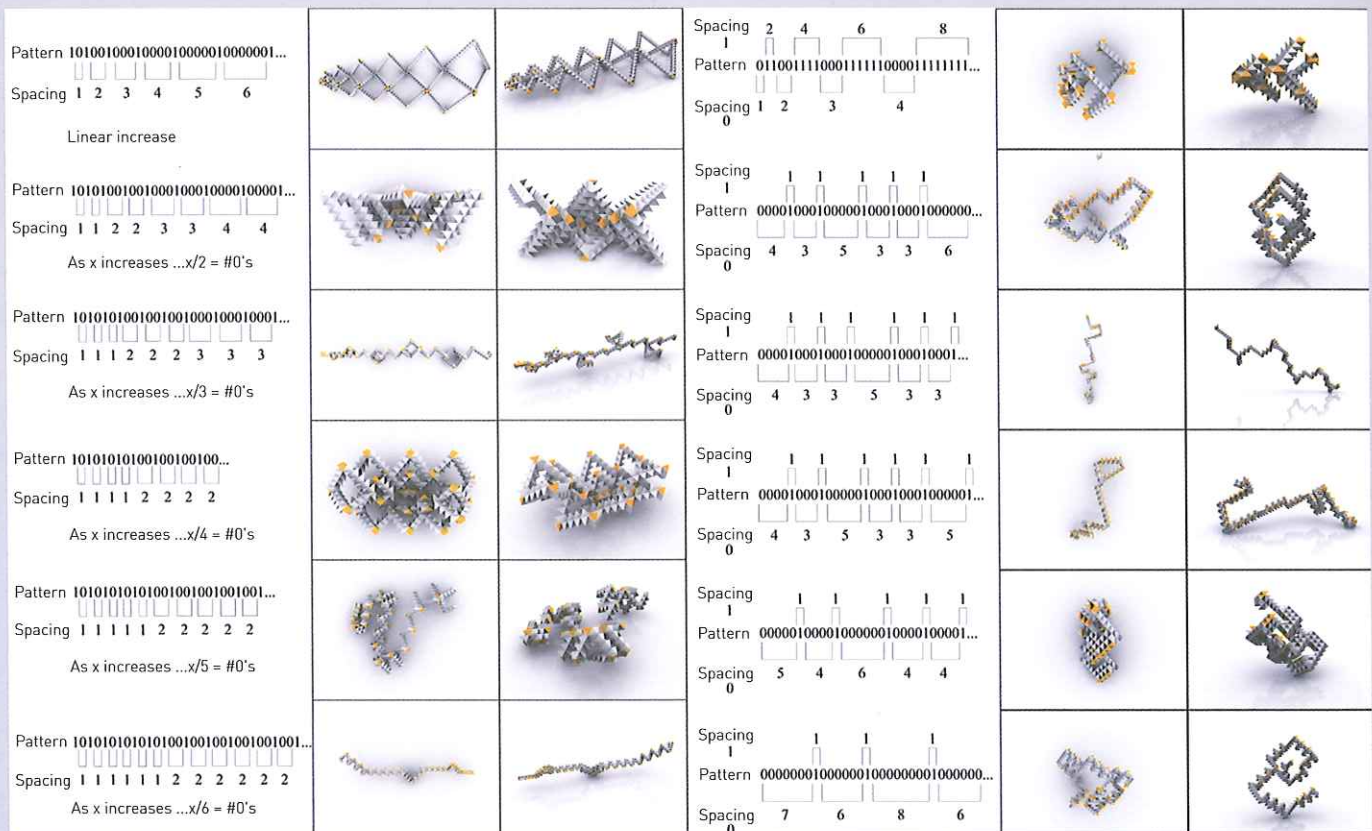 Pattern 1010010001000010000010000001...
Spacing 1 2 3 4 5 6
Linear increase
Pattern 10101001001000100010000100001...
Spacing 1 1 2 2 3 3 4 4
As x increases ...x/2 = #0's
Pattern 1010101001001001000100010001...
Spacing 1 1 1 2 2 2 3 3 3
As x increases ...x/3 = #0's
Pattern 10101010100100100100...
Spacing 1 1 1 1 2 2 2 2
As x increases ...x/4 = #0's
Pattern 10101010101001001001001001...
Spacing 1 1 1 1 1 2 2 2 2 2
As x increases ...x/5 = #0's
Pattern 1010101010101001001001001001001...
Spacing 1 1 1 1 1 1 2 2 2 2 2 2
As x increases ...x/6 = #0's
Spacing 2 4 6 8
1
Pattern 011001111000111111000011111111...
Spacing 1 2 3 4
0
Spacing 1 1 1 1 1
1
Pattern 00001000100000100010001000000...
Spacing 4 3 5 3 3 6
0
Spacing 1 1 1 1 1 1
1
Pattern 000010001000100000100010001...
Spacing 4 3 3 5 3 3
0
Spacing 1 1 1 1 1 1
1
Pattern 00001000100000100010001000001...
Spacing 4 3 5 3 3 5
0
Spacing 1 1 1 1 1
1
Pattern 0000010000100000010000100001...
Spacing 5 4 6 4 4
0
Spacing 1 1 1
1
Pattern 000000010000001000000001000000...
Spacing 7 6 8 6
0